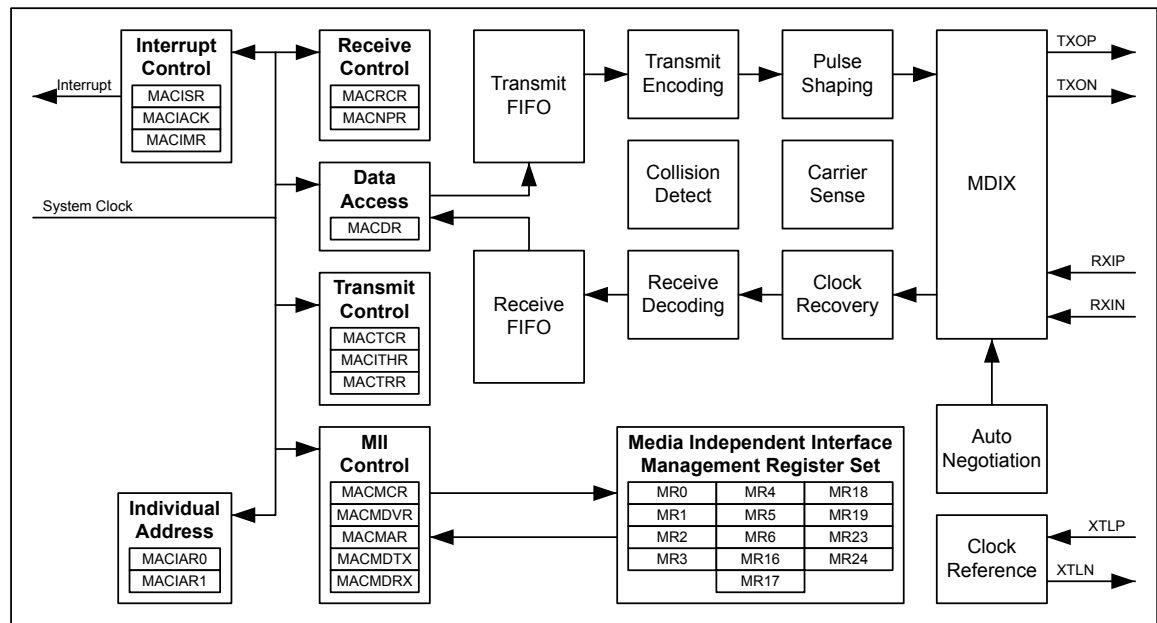 Interrupt
Control
MACISR
MACIACK
MACIMR
Interrupt
System Clock
Receive
Control
MACRCR
MACNPR
Data
Access
MACDR
Transmit
Control
MACTCR
MACITHR
MACTRR
MII
Control
MACMCR
MACMDVR
MACMAR
MACMDTX
MACMDRX
Individual
Address
MACIAR0
MACIAR1
Transmit
FIFO
Transmit
Encoding
Pulse
Shaping
Collision
Detect
Carrier
Sense
MDIX
TXOP
TXON
RXIP
RXIN
Receive
FIFO
Receive
Decoding
Clock
Recovery
Auto
Negotiation
Media Independent Interface
Management Register Set
MR0 MR4 MR18
MR1 MR5 MR19
MR2 MR6 MR23
MR3 MR16 MR24
MR17
Clock
Reference
XTLP
XTLN